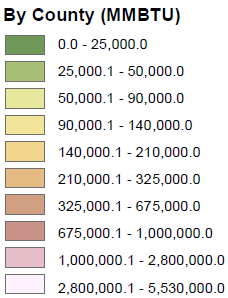 By County (MMBTU)
0.0 - 25,000.0
25,000.1 - 50,000.0
50,000.1 - 90,000.0
90,000.1 - 140,000.0
140,000.1 - 210,000.0
210,000.1 - 325,000.0
325,000.1 - 675,000.0
675,000.1 - 1,000,000.0
1,000,000.1 - 2,800,000.0
2,800,000.1 - 5,530,000.0